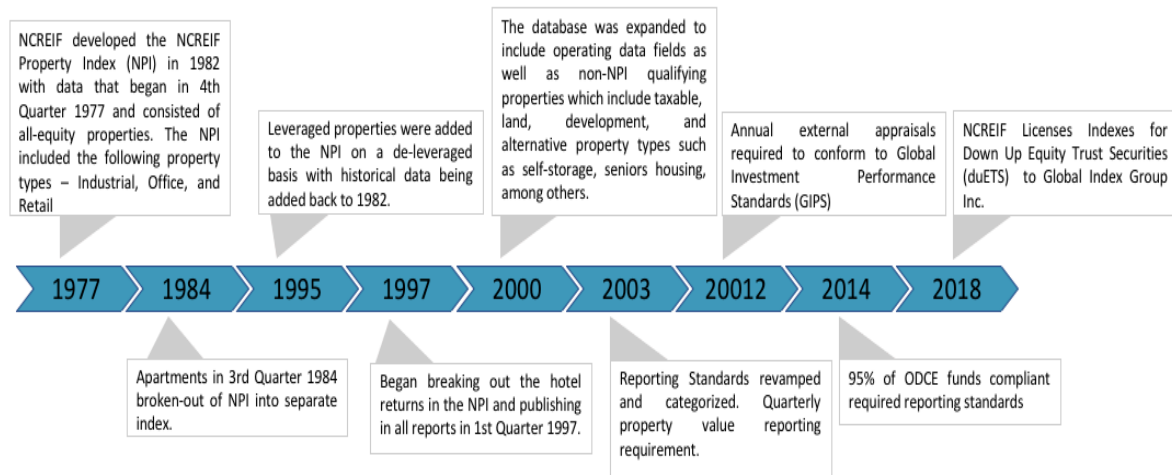 NCREIF developed the NCREIF
Property Index (NPI) in 1982
with data that began in 4th
Quarter 1977 and consisted of
all-equity properties. The NPI
included the following property
types – Industrial, Office, and
Retail
Leveraged properties were added
to the NPI on a de-leveraged
basis with historical data being
added back to 1982.
The database was expanded to
include operating data fields as
well as non-NPI qualifying
properties which include taxable,
land, development, and
alternative property types such
as self-storage, seniors housing,
among others.
Annual external appraisals
required to conform to Global
Investment Performance
Standards (GIPS)
NCREIF Licenses Indexes for
Down Up Equity Trust Securities
(duETS) to Global Index Group
Inc.
1977
1984
1995
1997
2000
2003
20012
2014
2018
Apartments in 3rd Quarter 1984
broken-out of NPI into separate
index.
Began breaking out the hotel
returns in the NPI and publishing
in all reports in 1st Quarter 1997.
Reporting Standards revamped
and categorized. Quarterly
property value reporting
requirement.
95% of ODCE funds compliant
required reporting standards